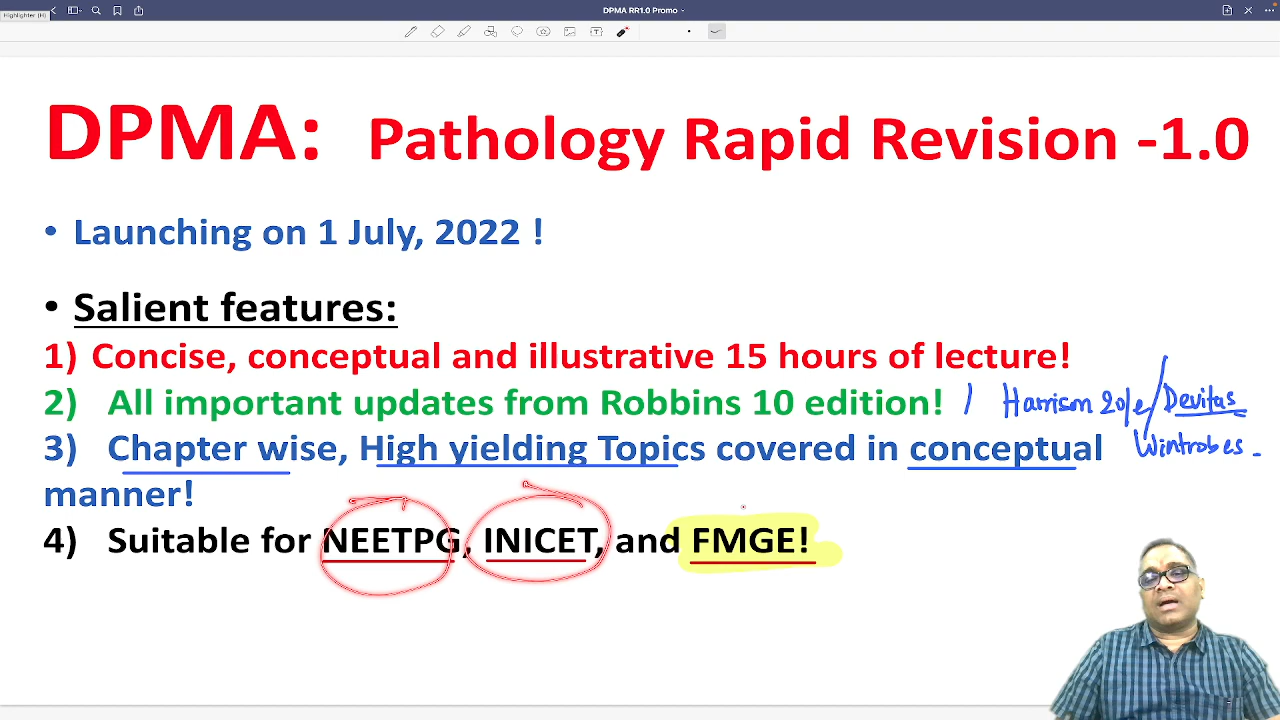 Highlighter (H)
DPMA RR1.0 Promo
DPMA: Pathology Rapid Revision -1.0
• Launching on 1 July, 2022 !
• Salient features:
1) Concise, conceptual and illustrative 15 hours of lecture!
2) All important updates from Robbins 10 edition! / Harrison 20/e/Devitas
3) Chapter wise, High yielding Topics covered in conceptual Wintrobes.
manner!
4) Suitable for NEETPG, INICET, and FMGE!